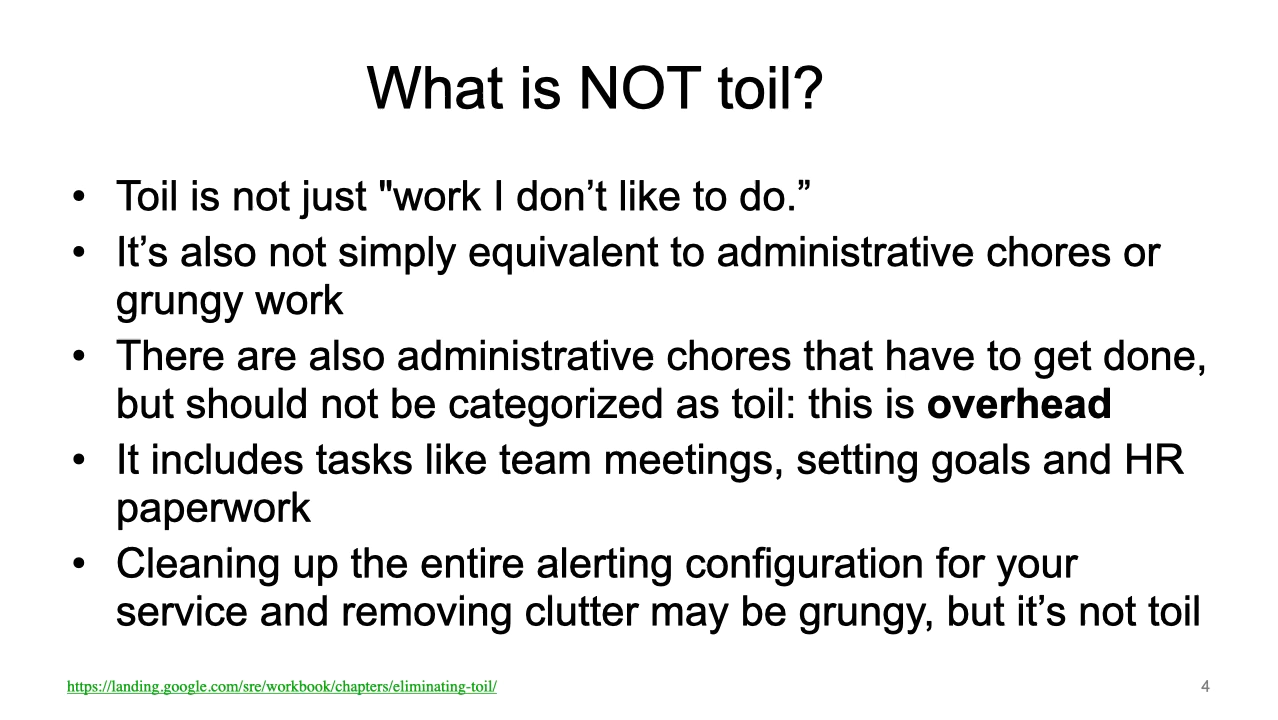 What is NOT toil?
• Toil is not just "work I don’t like to do.”
• It’s also not simply equivalent to administrative chores or
grungy work
• There are also administrative chores that have to get done,
but should not be categorized as toil: this is overhead
• It includes tasks like team meetings, setting goals and HR
paperwork
• Cleaning up the entire alerting configuration for your
service and removing clutter may be grungy, but it’s not toil
https://landing.google.com/sre/workbook/chapters/eliminating-toil/
4